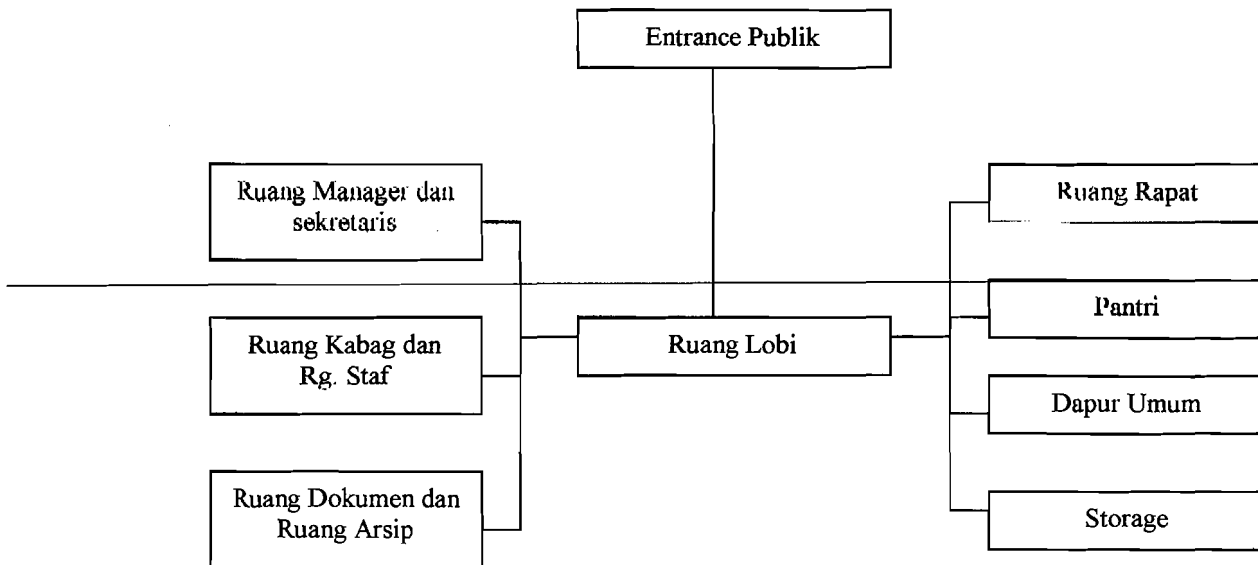 Entrance Publik
Ruang Manager dan
sekretaris
Ruang Rapat
Pantri
Ruang Kabag dan
Rg. Staf
Ruang Lobi
Dapur Umum
Ruang Dokumen dan
Ruang Arsip
Storage